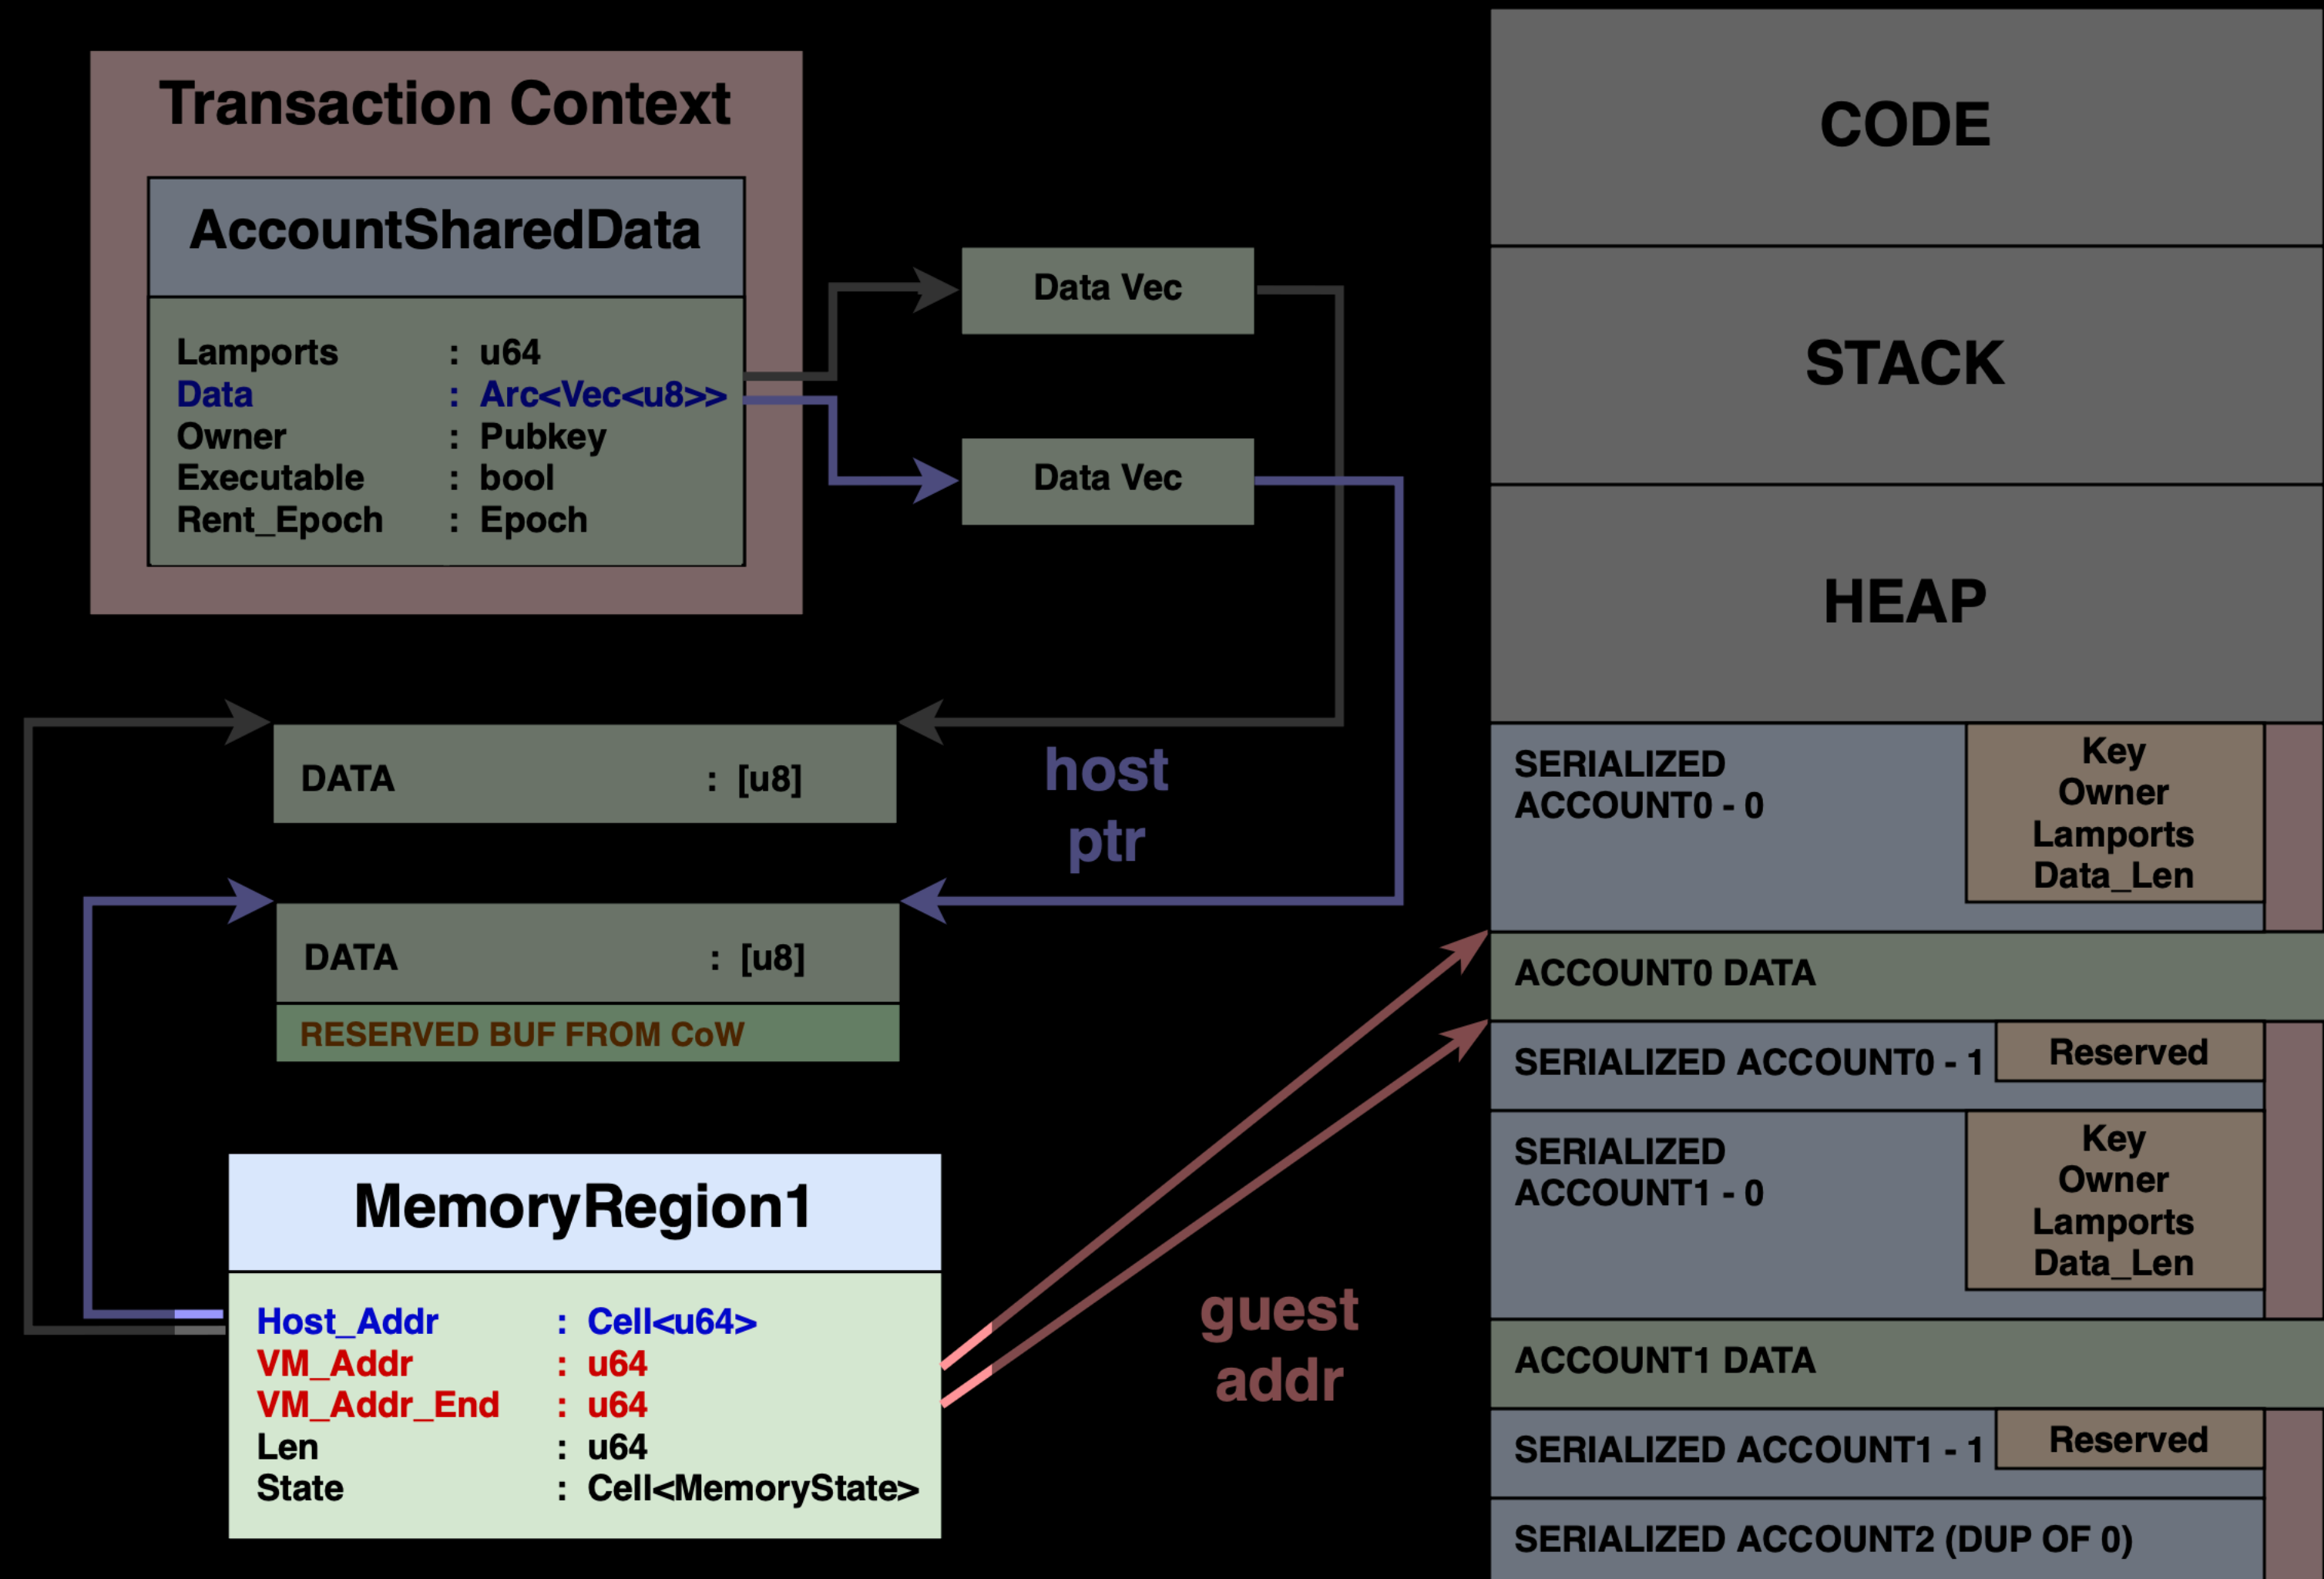 Transaction Context
AccountSharedData
Lamports : u64
Data : Arc<Vec<u8>>
Owner : Pubkey
Executable : bool
Rent_Epoch : Epoch
Data Vec
Data Vec
DATA : [u8]
host
ptr
DATA : [u8]
RESERVED BUF FROM CoW
MemoryRegion1
Host_Addr : Cell<u64>
VM_Addr : u64
VM_Addr_End : u64
Len : u64
State : Cell<MemoryState>
guest
addr
CODE
STACK
HEAP
SERIALIZED
ACCOUNT0 - 0
Key
Owner
Lamports
Data_Len
ACCOUNT0 DATA
SERIALIZED ACCOUNT0 - 1
Reserved
SERIALIZED
ACCOUNT1 - 0
Key
Owner
Lamports
Data_Len
ACCOUNT1 DATA
SERIALIZED ACCOUNT1 - 1
Reserved
SERIALIZED ACCOUNT2 (DUP OF 0)